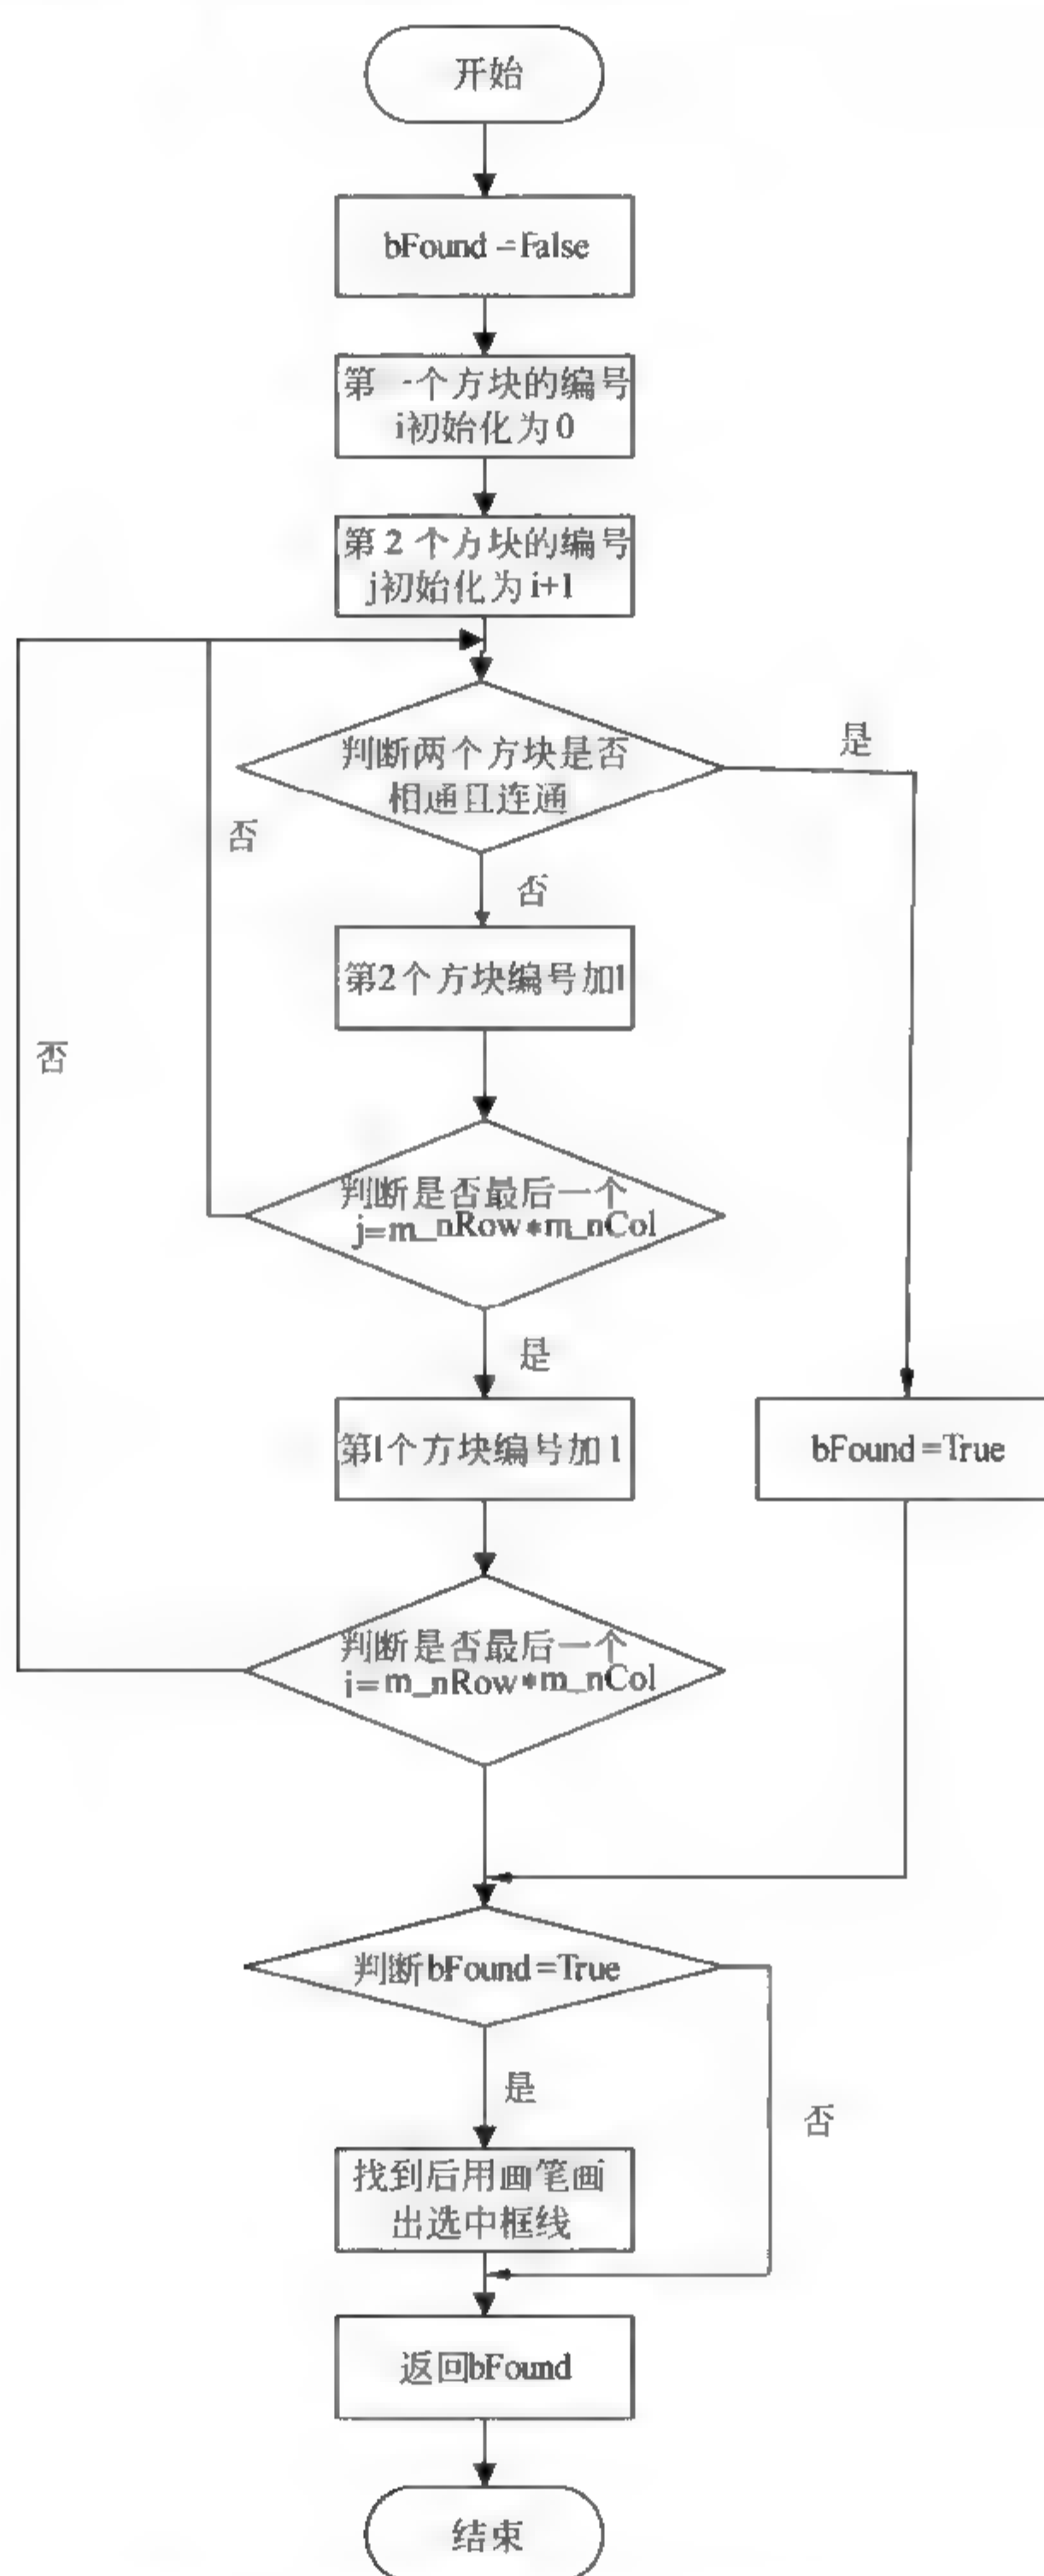 开始
bFound=False
第一个方块的编号
i初始化为0
第2个方块的编号
j初始化为i+1
判断两个方块是否
相通且连通
是
否
否
第2个方块编号加1
否
判断是否最后一个
j=m_nRow*m_nCol
是
第1个方块编号加1
bFound=True
判断是否最后一个
i=m_nRow*m_nCol
判断bFound=True
是
否
找到后用画笔画
出选中框线
返回bFound
结束